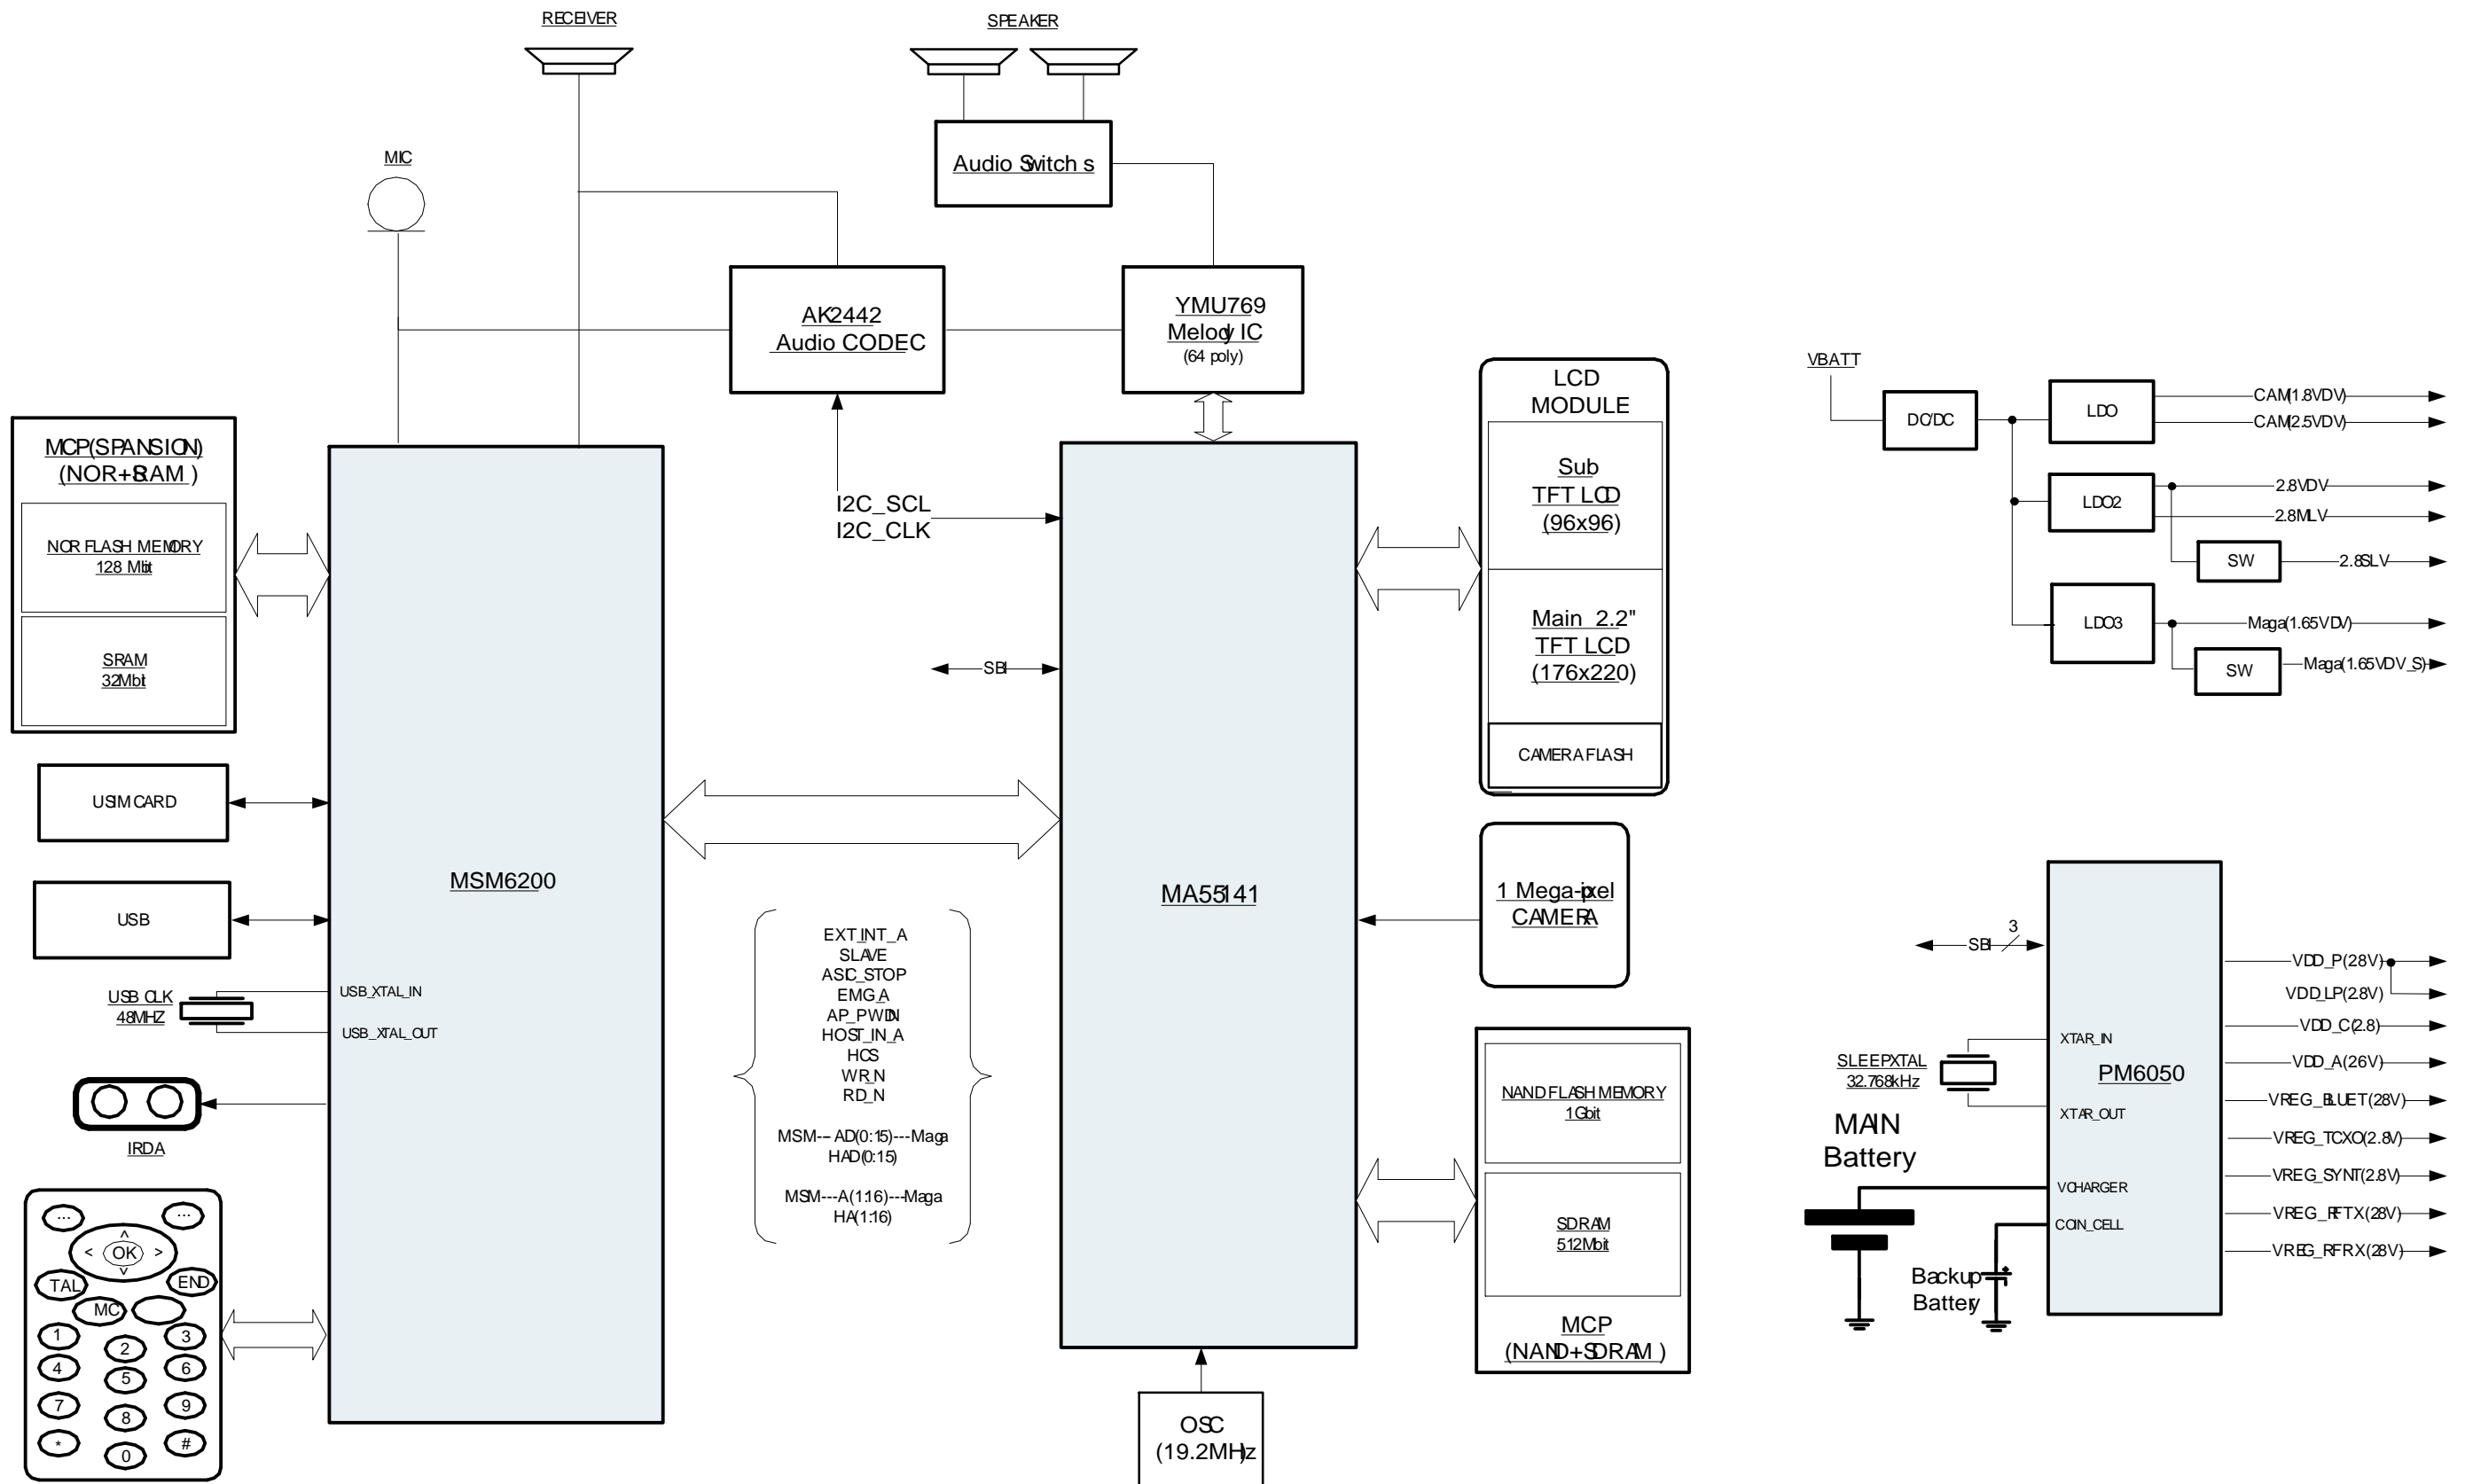 RECEIVER
SPEAKER
Audio Switch s
MIC
AK2442
Audio CODEC
YMU769
Melody IC
(64 poly)
MCP(SPANSION)
(NOR+SRAM )
NOR FLASH MEMORY
128 Mbit
SRAM
32Mbit
USIM CARD
USB
USB CLK
48MHZ
USB_XTAL_IN
USB_XTAL_OUT
IRDA
...
...
^
< OK >
v
TAL
END
MC
1
2
3
4
5
6
7
8
9
*
0
#
MSM6200
I2C_SCL
I2C_CLK
SBI
EXT_INT_A
SLAVE
ASIC_STOP
EMG_A
AP_PWDN
HOST_IN_A
HCS
WR_N
RD_N
MSM---AD(0:15)---Maga
HAD(0:15)
MSM---A(1:16)---Maga
HA(1:16)
MA55141
OSC
(19.2MHz
LCD
MODULE
Sub
TFT LCD
(96x96)
Main 2.2"
TFT LCD
(176x220)
CAMERA FLASH
1 Mega-pixel
CAMERA
NAND FLASH MEMORY
1Gbit
SDRAM
512Mbit
MCP
(NAND+SDRAM )
VBATT
DC/DC
LDO
CAM(1.8VDV)
CAM(2.5VDV)
LDO2
2.8VDV
2.8MLV
SW
2.8SLV
LDO3
Maga(1.65VDV)
SW
Maga(1.65VDV_S)
SBI
3
SLEEPXTAL
32.768kHz
XTAR_IN
XTAR_OUT
PM6050
MAIN
Battery
VCHARGER
COIN_CELL
Backup
Battery
VDD_P(28V)
VDD_LP(2.8V)
VDD_C(2.8)
VDD_A(26V)
VREG_BLUET(28V)
VREG_TCXO(2.8V)
VREG_SYNT(2.8V)
VREG_RFTX(28V)
VREG_RFRX(28V)